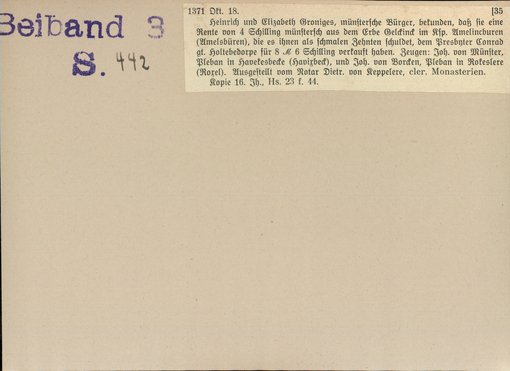 Beiband 3
S. 442
1371 Okt. 18. [35
Heinrich und Elizabeth Groniges, münstersche Bürger, bekunden, daß sie eine
Rente von 4 Schilling münstersch aus dem Erbe Gelckinck im Ksp. Amelincburen
(Amelsbüren), die es ihnen als schmalen Zehnten schuldet, dem Presbyter Conrad
gt. Holtebedorpe für 8 ℳ 6 Schilling verkauft haben. Zeugen: Joh. von Münster,
Pleban in Havekesbecke (Havixbeck), und Joh. von Borcken, Pleban in Rokeslere
(Roxel). Ausgestellt vom Notar Dietr. von Keppelere, cler. Monasterien.
Kopie 16. Jh., Hs. 23 f. 44.